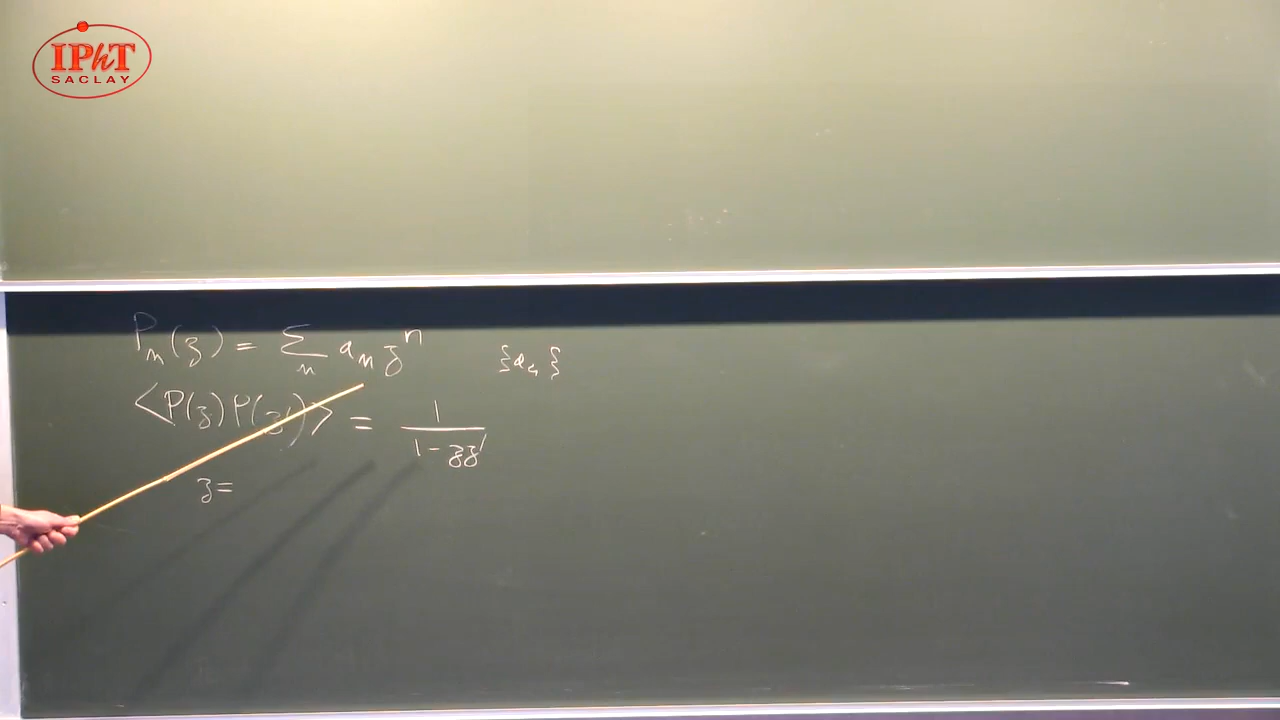 IPhT
SACLAY
P_n(z) = Σ_n a_n z^n {a_n}
<P(z) P(z')> = 1 / (1 - zz')
z =